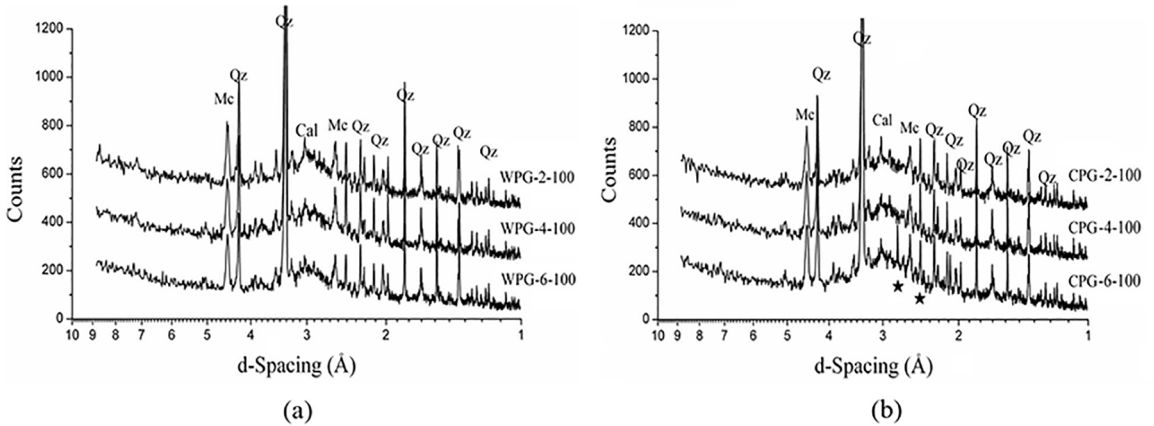 1200
1000
800
600
400
200
0
Counts
Qz
Qz
Mc
Cal
Mc
Qz
Qz
Qz
Qz
Qz
Qz
Qz
WPG-2-100
WPG-4-100
WPG-6-100
10 9 8 7 6 5 4 3 2 1
d-Spacing (Å)
(a)
1200
1000
800
600
400
200
0
Counts
Qz
Qz
Mc
Cal
Mc
Qz
Qz
Qz
Qz
Qz
Qz
Qz
Qz
CPG-2-100
CPG-4-100
CPG-6-100
10 9 8 7 6 5 4 3 2 1
d-Spacing (Å)
(b)